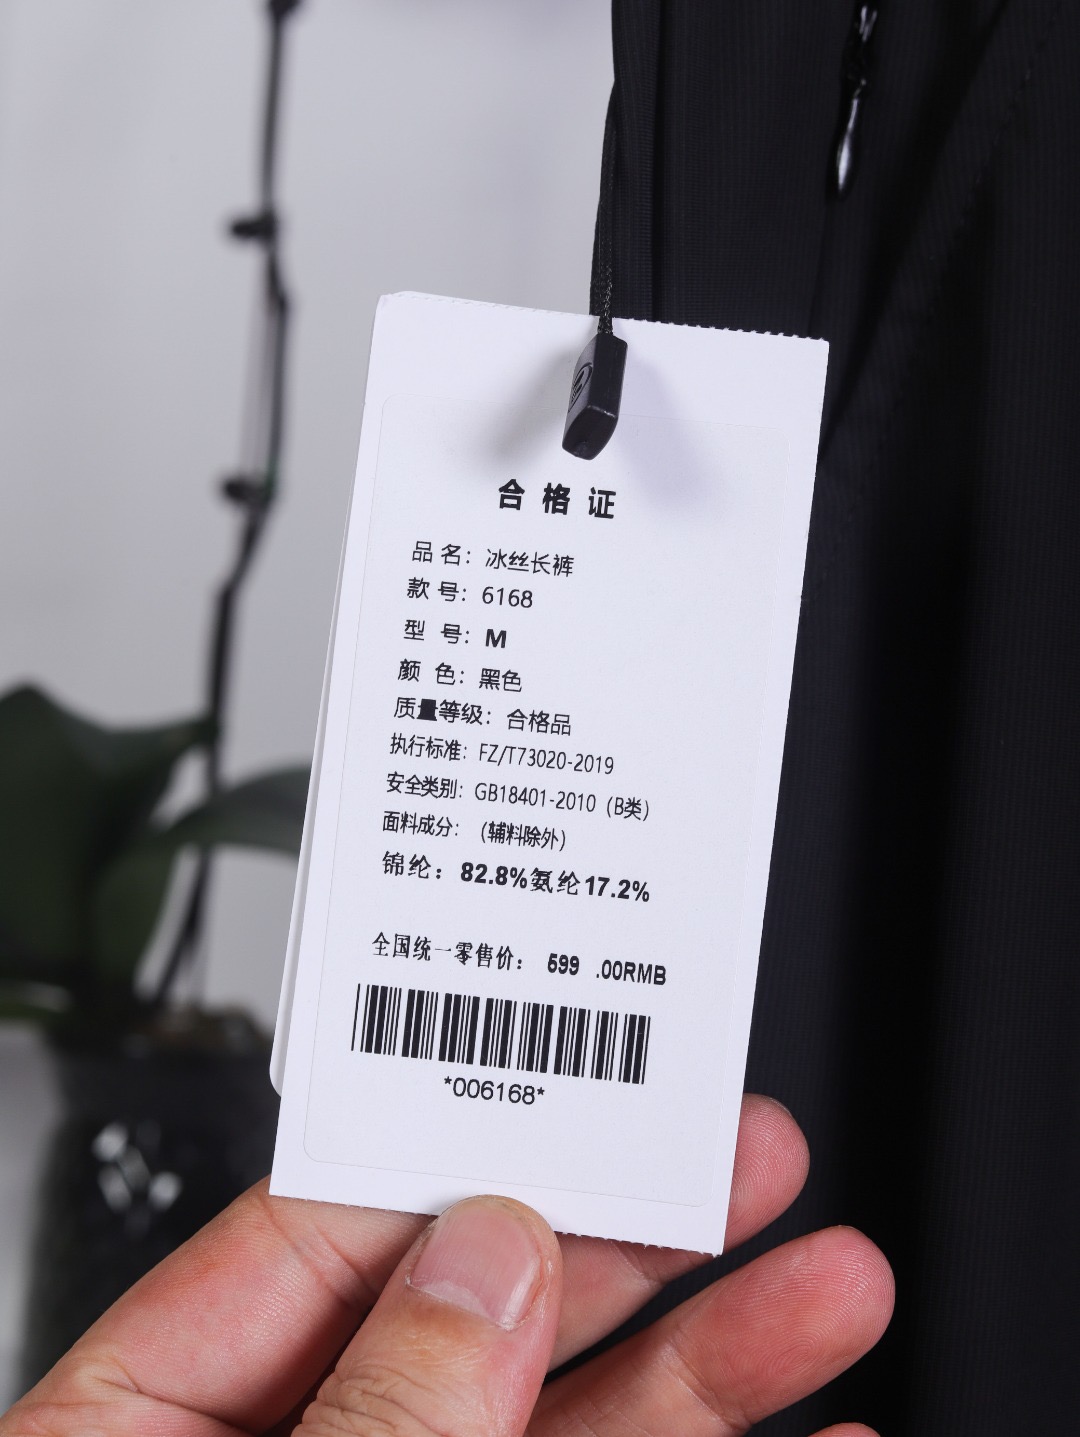 合格证
品 名：冰丝长裤
款 号：6168
型 号：M
颜 色：黑色
质量等级：合格品
执行标准：FZ/T73020-2019
安全类别：GB18401-2010（B类）
面料成分：（辅料除外）
锦纶：82.8%氨纶17.2%
全国统一零售价： 599 .00RMB
*006168*